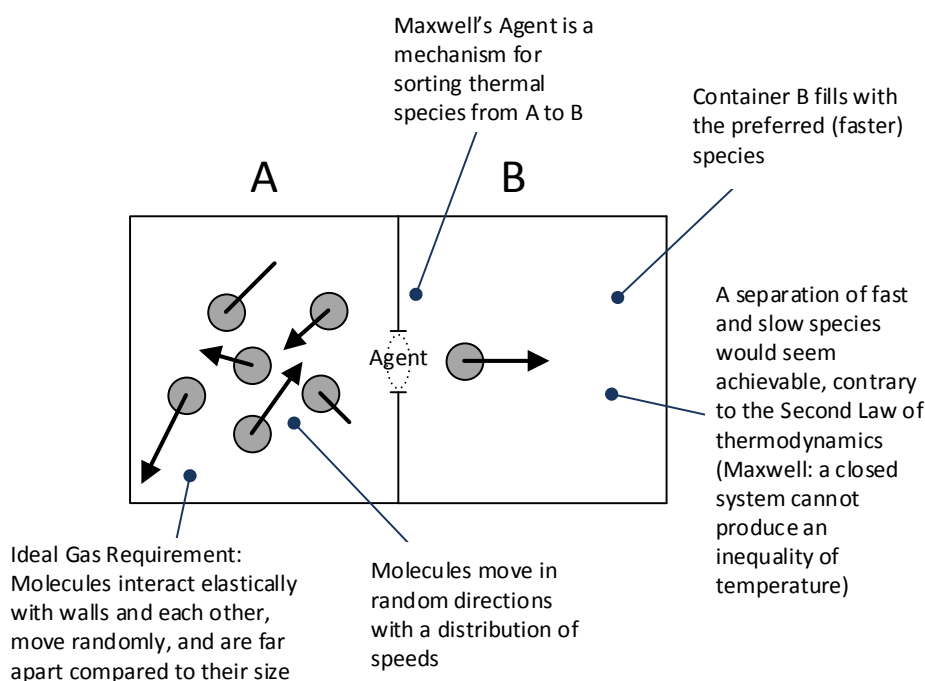 Maxwell’s Agent is a
mechanism for
sorting thermal
species from A to B
Container B fills with
the preferred (faster)
species
A
B
Agent
A separation of fast
and slow species
would seem
achievable, contrary
to the Second Law of
thermodynamics
(Maxwell: a closed
system cannot
produce an
inequality of
temperature)
Ideal Gas Requirement:
Molecules interact elastically
with walls and each other,
move randomly, and are far
apart compared to their size
Molecules move in
random directions
with a distribution of
speeds